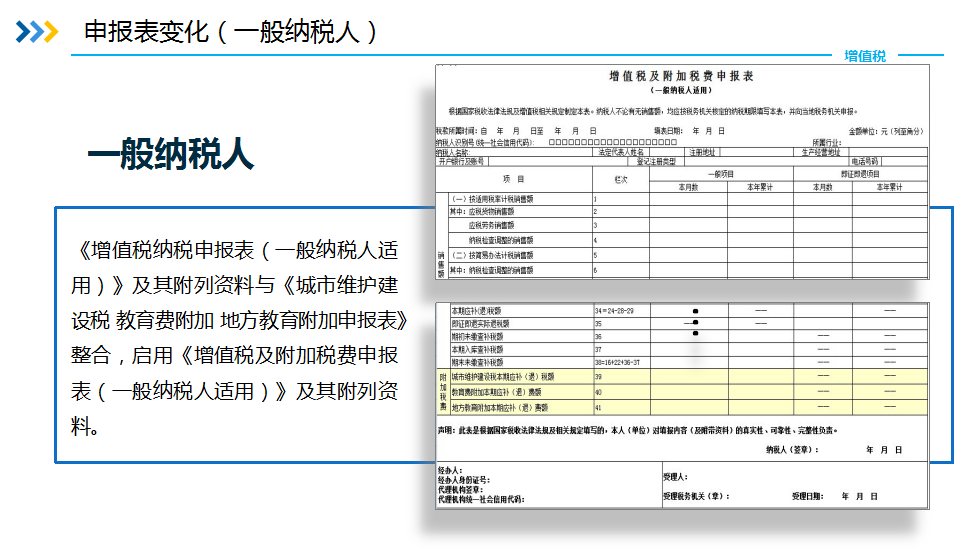 申报表变化（一般纳税人）
增值税
一般纳税人
《增值税纳税申报表（一般纳税人适
用）》及其附列资料与《城市维护建
设税 教育费附加 地方教育附加申报表》
整合，启用《增值税及附加税费申报
表（一般纳税人适用）》及其附列资
料。
增值税及附加税费申报表
（一般纳税人适用）
根据国家税收法律法规及增值税相关规定制定本表。纳税人不论有无销售额，均应按税务机关核定的纳税期限填写本表，并向当地税务机关申报。
税款所属时间：自 年 月 日至 年 月 日 填表日期： 年 月 日 金额单位：元（列至角分）
纳税人识别号（统一社会信用代码）：□□□□□□□□□□□□□□□□□□□□ 所属行业：
纳税人名称： 法定代表人姓名 注册地址 生产经营地址
开户银行及账号 登记注册类型 电话号码
项 目 栏次 一般项目 即征即退项目
本月数 本年累计 本月数 本年累计
销售额
（一）按适用税率计税销售额 1
其中：应税货物销售额 2
应税劳务销售额 3
纳税检查调整的销售额 4
（二）按简易办法计税销售额 5
其中：纳税检查调整的销售额 6
本期应补(退)税额 34＝24-28-29 —— ——
即征即退实际退税额 35 —— ——
期初未缴查补税额 36 —— ——
本期入库查补税额 37 —— ——
期末未缴查补税额 38=16+22+36-37 —— ——
附加税费
城市维护建设税本期应补（退）税额 39 —— ——
教育费附加本期应补（退）费额 40 —— ——
地方教育附加本期应补（退）费额 41 —— ——
声明：此表是根据国家税收法律法规及相关规定填写的，本人（单位）对填报内容（及附带资料）的真实性、可靠性、完整性负责。
纳税人（签章）： 年 月 日
经办人：
经办人身份证号：
代理机构签章：
代理机构统一社会信用代码：
受理人：
受理税务机关（章）： 受理日期： 年 月 日